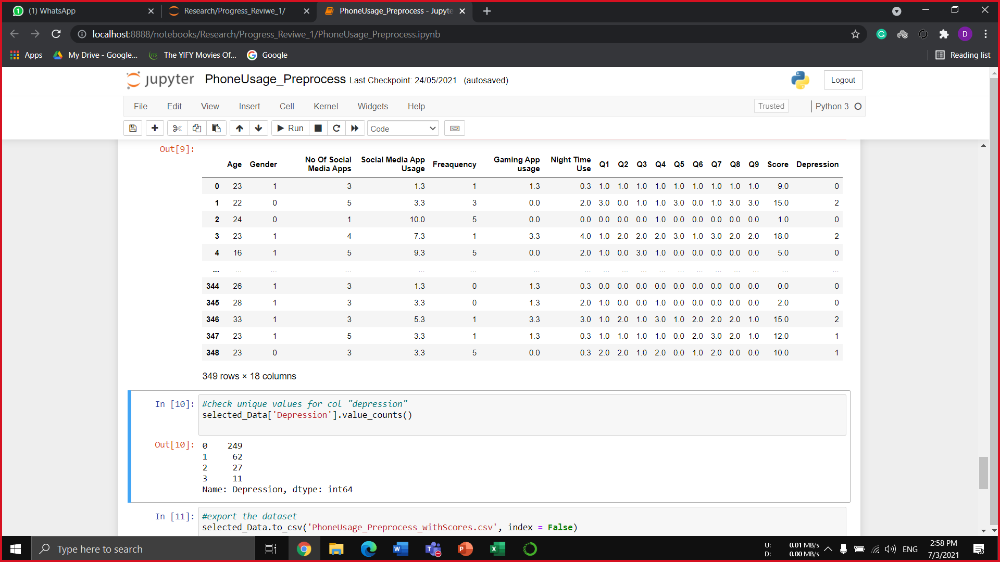 (1) WhatsApp
Research/Progress_Reviwe_1/
PhoneUsage_Preprocess - Jupyte
localhost:8888/notebooks/Research/Progress_Reviwe_1/PhoneUsage_Preprocess.ipynb
D
Apps My Drive - Google... The YIFY Movies Of... Google Reading list
jupyter PhoneUsage_Preprocess Last Checkpoint: 24/05/2021 (autosaved) Logout
File Edit View Insert Cell Kernel Widgets Help Trusted Python 3
Run Code
Out[9]:
Age Gender No Of Social Media Apps Social Media App Usage Freaquency Gaming App usage Night Time Use Q1 Q2 Q3 Q4 Q5 Q6 Q7 Q8 Q9 Score Depression
0 23 1 3 1.3 1 1.3 0.3 1.0 1.0 1.0 1.0 1.0 1.0 1.0 1.0 1.0 9.0 0
1 22 0 5 3.3 3 0.0 2.0 3.0 0.0 1.0 1.0 3.0 0.0 1.0 3.0 3.0 15.0 2
2 24 0 1 10.0 5 0.0 0.0 0.0 0.0 0.0 1.0 0.0 0.0 0.0 0.0 0.0 1.0 0
3 23 1 4 7.3 1 3.3 4.0 1.0 2.0 2.0 2.0 3.0 1.0 3.0 2.0 2.0 18.0 2
4 16 1 5 9.3 5 0.0 2.0 1.0 0.0 3.0 1.0 0.0 0.0 0.0 0.0 0.0 5.0 0
... ... ... ... ... ... ... ... ... ... ... ... ... ... ... ... ... ... ...
344 26 1 3 1.3 0 1.3 0.3 0.0 0.0 0.0 0.0 0.0 0.0 0.0 0.0 0.0 0.0 0
345 28 1 3 3.3 0 1.3 2.0 1.0 0.0 0.0 1.0 0.0 0.0 0.0 0.0 0.0 2.0 0
346 33 1 3 5.3 1 3.3 3.0 1.0 2.0 1.0 3.0 1.0 2.0 2.0 2.0 1.0 15.0 2
347 23 1 5 3.3 1 1.3 0.3 1.0 1.0 1.0 1.0 0.0 2.0 3.0 2.0 1.0 12.0 1
348 23 0 3 3.3 5 0.0 0.3 2.0 2.0 1.0 2.0 0.0 1.0 2.0 0.0 0.0 10.0 1
349 rows × 18 columns
In [10]: #check unique values for col "depression"
selected_Data['Depression'].value_counts()
Out[10]: 0 249
1 62
2 27
3 11
Name: Depression, dtype: int64
In [11]: #export the dataset
selected_Data.to_csv('PhoneUsage_Preprocess_withScores.csv', index = False)
Type here to search
U: 0.01 MB/s
D: 0.00 MB/s
ENG
2:58 PM
7/3/2021